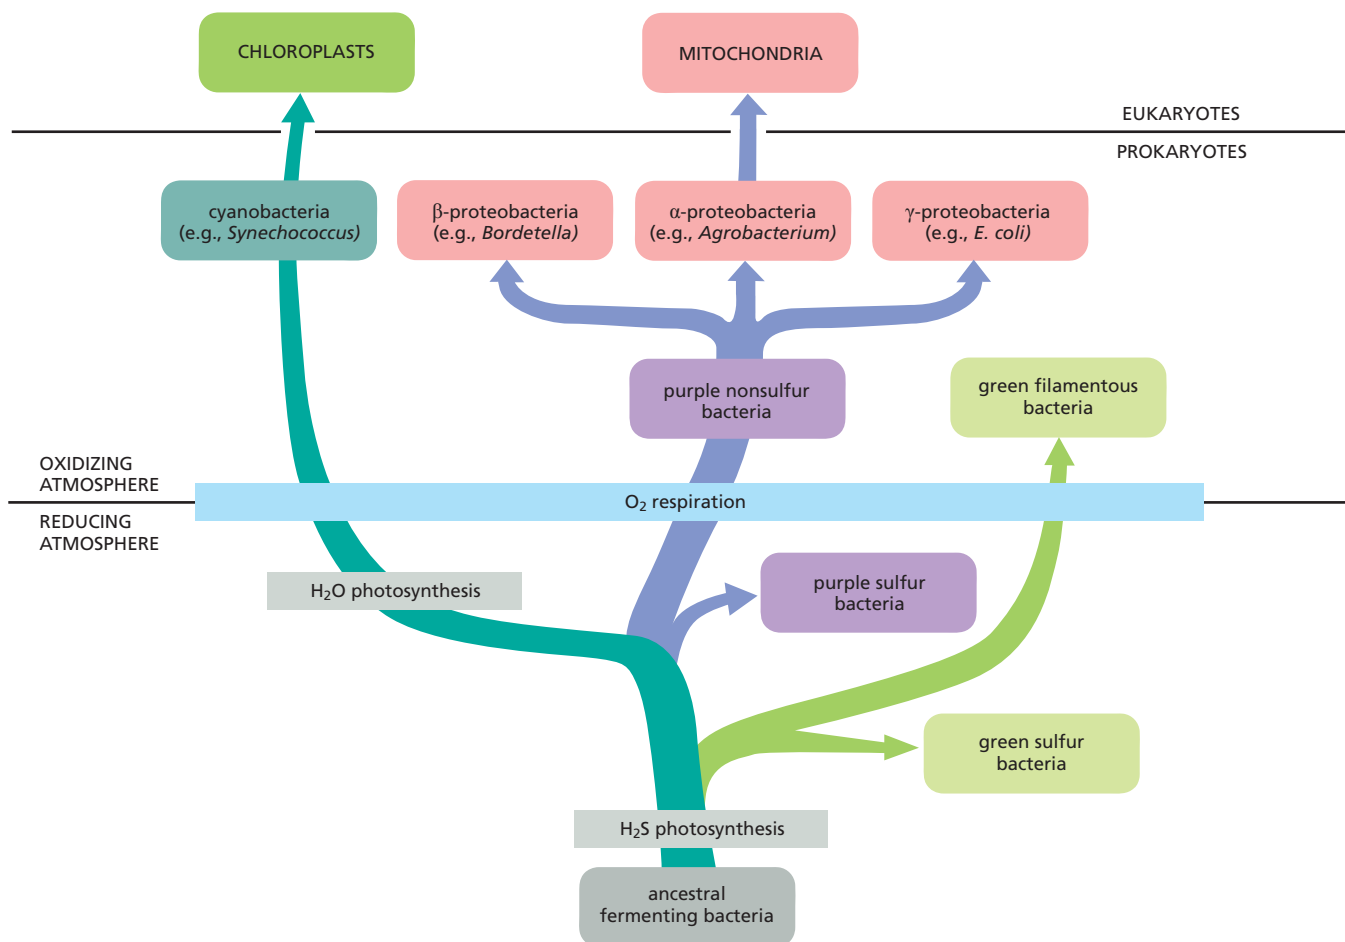 CHLOROPLASTS
MITOCHONDRIA
EUKARYOTES
PROKARYOTES
cyanobacteria
(e.g., Synechococcus)
β-proteobacteria
(e.g., Bordetella)
α-proteobacteria
(e.g., Agrobacterium)
γ-proteobacteria
(e.g., E. coli)
purple nonsulfur
bacteria
green filamentous
bacteria
OXIDIZING
ATMOSPHERE
O₂ respiration
REDUCING
ATMOSPHERE
H₂O photosynthesis
purple sulfur
bacteria
green sulfur
bacteria
H₂S photosynthesis
ancestral
fermenting bacteria